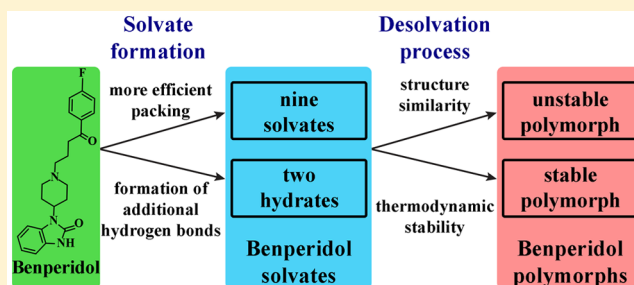 Solvate
formation
Desolvation
process
F
O
N
N
O
NH
Benperidol
more efficient
packing
formation of
additional
hydrogen bonds
nine
solvates
two
hydrates
Benperidol
solvates
structure
similarity
thermodynamic
stability
unstable
polymorph
stable
polymorph
Benperidol
polymorphs